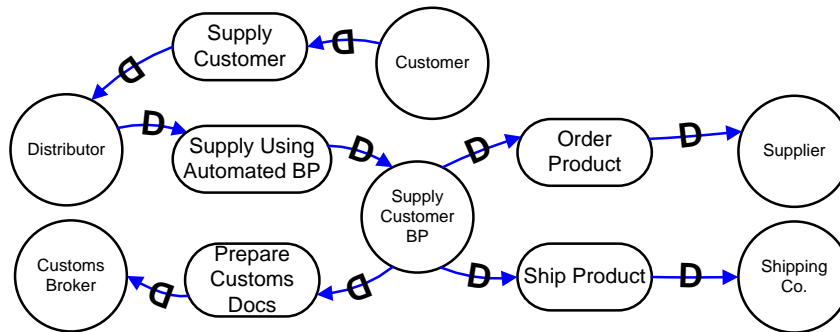 Supply
Customer
D
D
Customer
Distributor
D
Supply Using
Automated BP
D
Supply
Customer
BP
D
Order
Product
D
Supplier
Customs
Broker
D
Prepare
Customs
Docs
D
D
Ship Product
D
Shipping
Co.